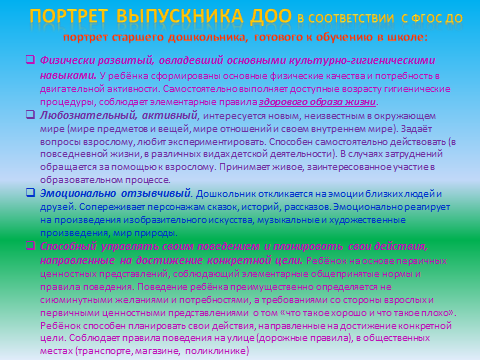 ПОРТРЕТ ВЫПУСКНИКА ДОО В СООТВЕТСТВИИ С ФГОС ДО
портрет старшего дошкольника, готового к обучению в школе:
Физически развитый, овладевший основными культурно-гигиеническими
навыками. У ребёнка сформированы основные физические качества и потребность в
двигательной активности. Самостоятельно выполняет доступные возрасту гигиенические
процедуры, соблюдает элементарные правила здорового образа жизни.
Любознательный, активный, интересуется новым, неизвестным в окружающем
мире (мире предметов и вещей, мире отношений и своем внутреннем мире). Задаёт
вопросы взрослому, любит экспериментировать. Способен самостоятельно действовать (в
повседневной жизни, в различных видах детской деятельности). В случаях затруднений
обращается за помощью к взрослому. Принимает живое, заинтересованное участие в
образовательном процессе.
Эмоционально отзывчивый. Дошкольник откликается на эмоции близких людей и
друзей. Сопереживает персонажам сказок, историй, рассказов. Эмоционально реагирует
на произведения изобразительного искусства, музыкальные и художественные
произведения, мир природы.
Способный управлять своим поведением и планировать свои действия,
направленные на достижение конкретной цели. Ребёнок на основе первичных
ценностных представлений, соблюдающий элементарные общепринятые нормы и
правила поведения. Поведение ребёнка преимущественно определяется не
сиюминутными желаниями и потребностями, а требованиями со стороны взрослых и
первичными ценностными представлениями о том «что такое хорошо и что такое плохо».
Ребёнок способен планировать свои действия, направленные на достижение конкретной
цели. Соблюдает правила поведения на улице (дорожные правила), в общественных
местах (транспорте, магазине, поликлинике)